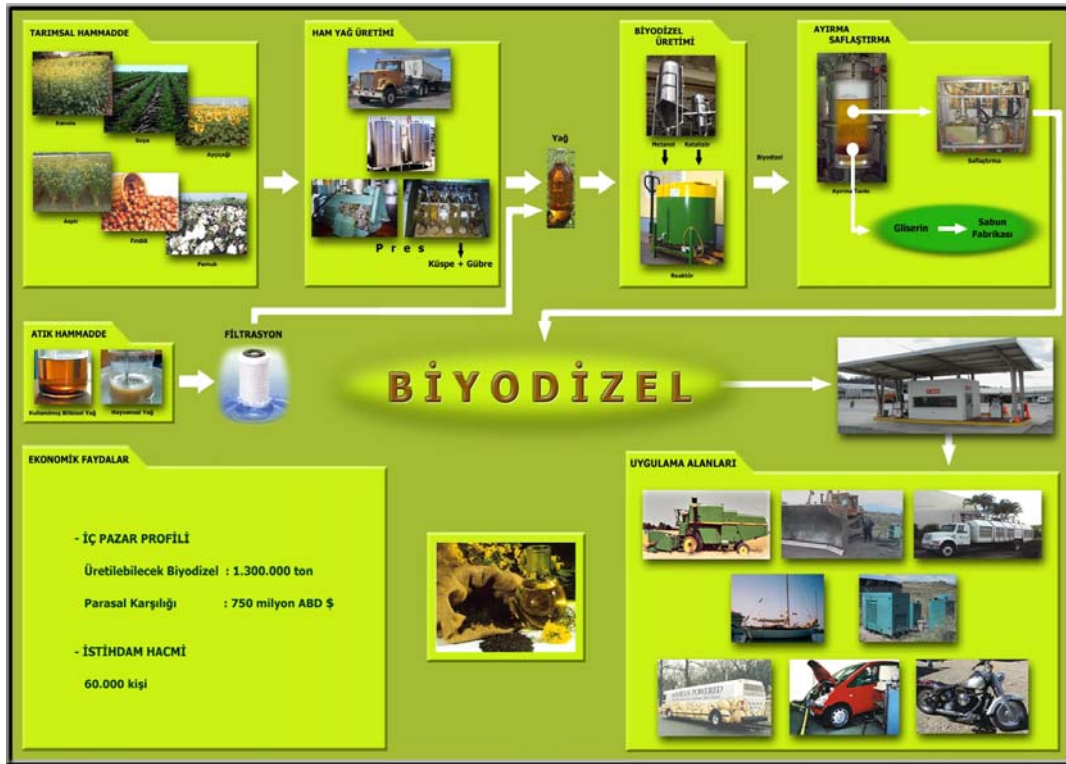 TARIMSAL HAMMADDE
Kanola
Soya
Ayçiçeği
Aspir
Fındık
Pamuk
HAM YAĞ ÜRETİMİ
Pres
Küspe + Gübre
Yağ
BİYODİZEL
ÜRETİMİ
Metanol
Katalizör
Reaktör
Biyodizel
AYIRMA
SAFLAŞTIRMA
Ayırma Tankı
Saflaştırma
Gliserin
Sabun
Fabrikası
ATIK HAMMADDE
Kullanılmış Bitkisel Yağ
Hayvansal Yağ
FİLTRASYON
BİYODİZEL
EKONOMİK FAYDALAR
- İÇ PAZAR PROFİLİ
Üretilebilecek Biyodizel : 1.300.000 ton
Parasal Karşılığı : 750 milyon ABD $
- İSTİHDAM HACMİ
60.000 kişi
UYGULAMA ALANLARI